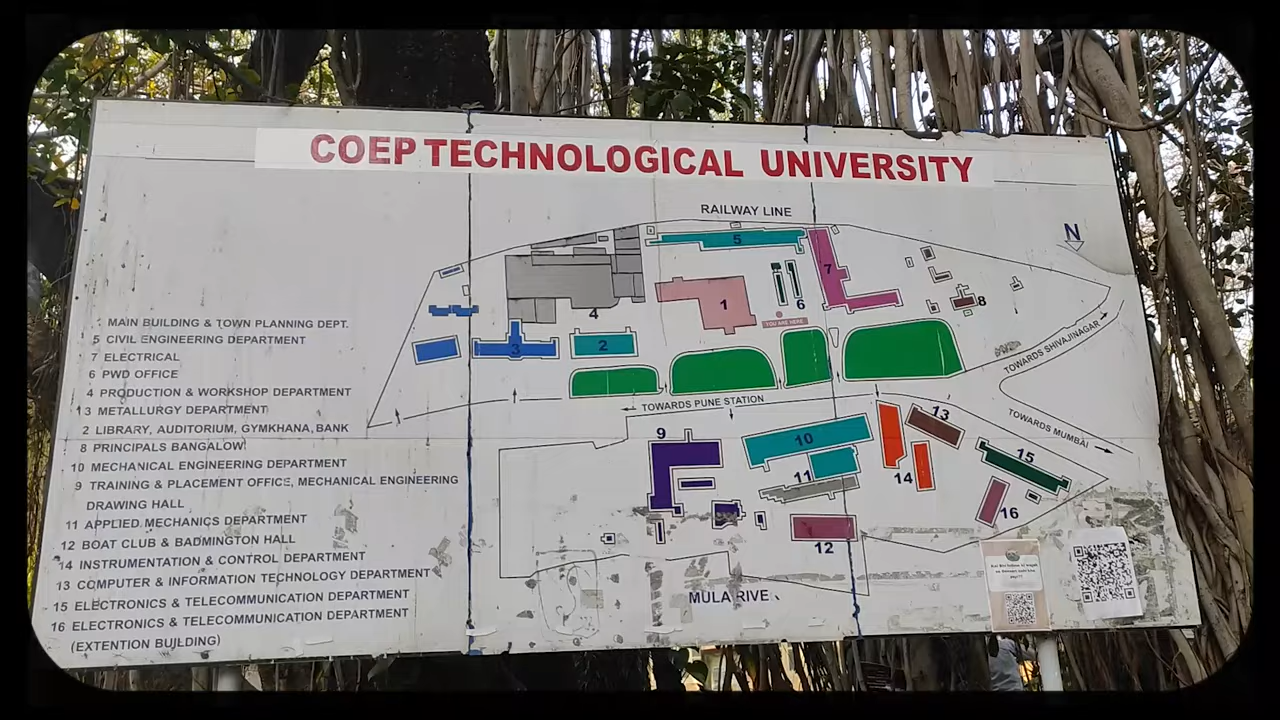 COEP TECHNOLOGICAL UNIVERSITY
RAILWAY LINE
N
5
7
1
6
8
4
YOU ARE HERE
3
2
TOWARDS SHIVAJINAGAR
TOWARDS PUNE STATION
TOWARDS MUMBAI
9
10
13
11
14
15
16
12
MULA RIVE
MAIN BUILDING & TOWN PLANNING DEPT.
5 CIVIL ENGINEERING DEPARTMENT
7 ELECTRICAL
6 PWD OFFICE
4 PRODUCTION & WORKSHOP DEPARTMENT
13 METALLURGY DEPARTMENT
2 LIBRARY, AUDITORIUM, GYMKHANA, BANK
8 PRINCIPALS BANGALOW
10 MECHANICAL ENGINEERING DEPARTMENT
9 TRAINING & PLACEMENT OFFICE, MECHANICAL ENGINEERING
DRAWING HALL
11 APPLIED MECHANICS DEPARTMENT
12 BOAT CLUB & BADMINGTON HALL
14 INSTRUMENTATION & CONTROL DEPARTMENT
13 COMPUTER & INFORMATION TECHNOLOGY DEPARTMENT
15 ELECTRONICS & TELECOMMUNICATION DEPARTMENT
16 ELECTRONICS & TELECOMMUNICATION DEPARTMENT
(EXTENTION BUILDING)